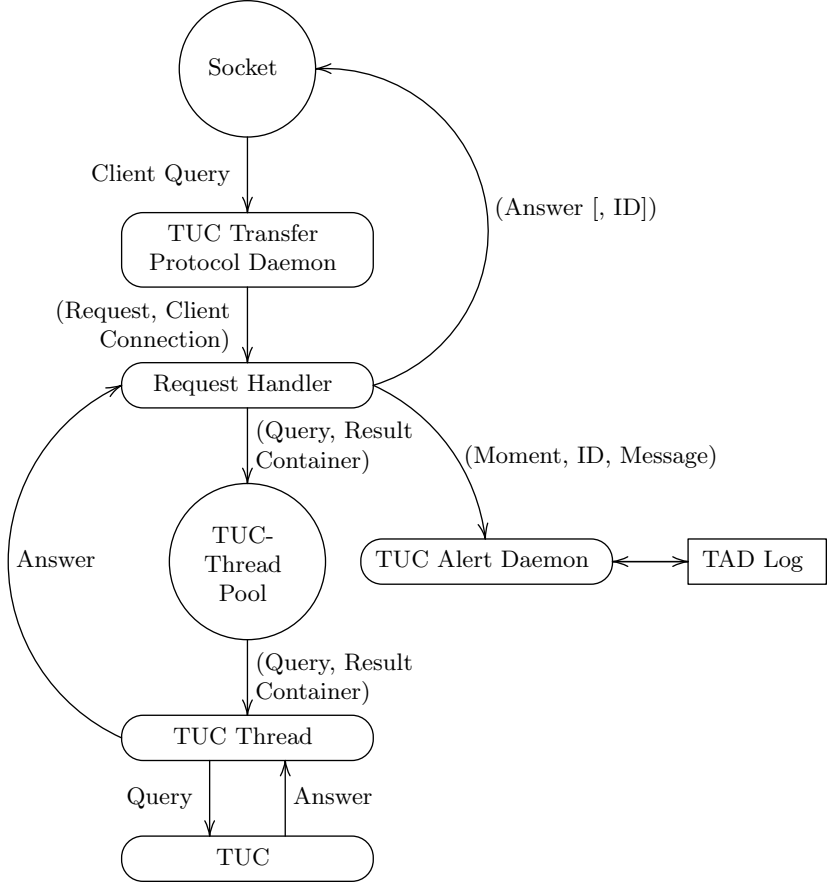 Socket
Client Query
(Answer [, ID])
TUC Transfer
Protocol Daemon
(Request, Client
Connection)
Request Handler
(Query, Result
Container)
(Moment, ID, Message)
TUC-
Thread
Pool
Answer
TUC Alert Daemon
TAD Log
(Query, Result
Container)
TUC Thread
Query
Answer
TUC